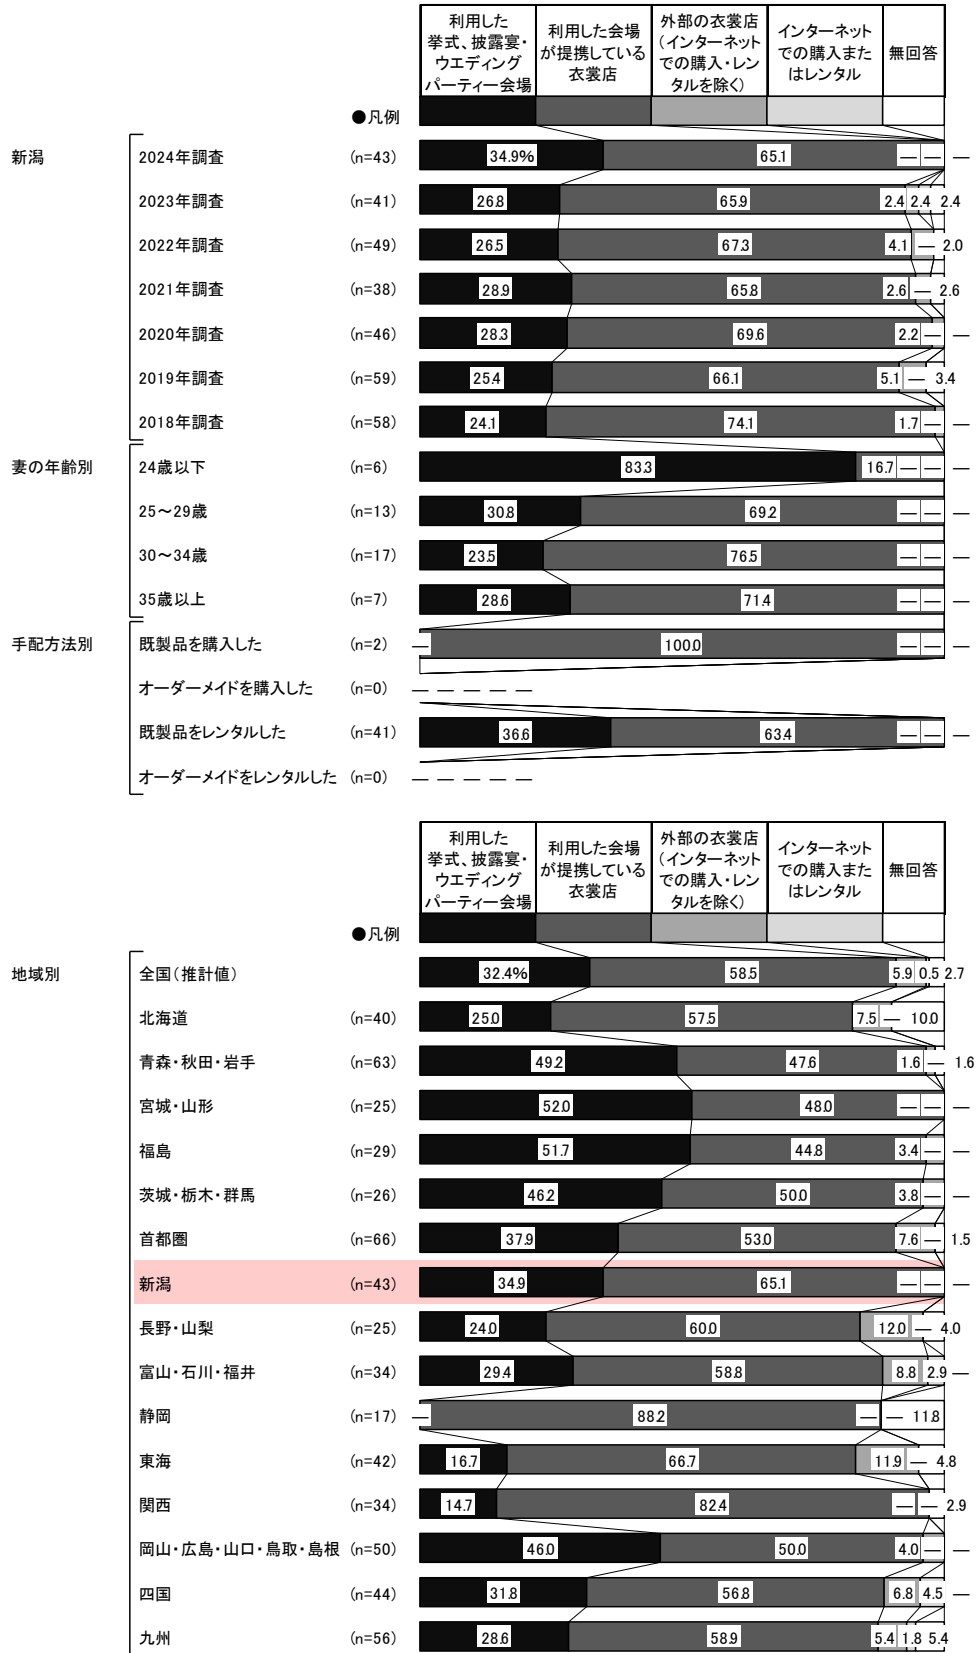 利用した
挙式、披露宴・
ウエディング
パーティー会場
利用した会場
が提携している
衣裳店
外部の衣裳店
(インターネット
での購入・レン
タルを除く)
インターネット
での購入また
はレンタル
無回答
●凡例
新潟
2024年調査 (n=43) 34.9% 65.1 — — —
2023年調査 (n=41) 26.8 65.9 2.4 2.4 2.4
2022年調査 (n=49) 26.5 67.3 4.1 — 2.0
2021年調査 (n=38) 28.9 65.8 2.6 — 2.6
2020年調査 (n=46) 28.3 69.6 2.2 — —
2019年調査 (n=59) 25.4 66.1 5.1 — 3.4
2018年調査 (n=58) 24.1 74.1 1.7 — —
妻の年齢別
24歳以下 (n=6) 83.3 16.7 — — —
25～29歳 (n=13) 30.8 69.2 — — —
30～34歳 (n=17) 23.5 76.5 — — —
35歳以上 (n=7) 28.6 71.4 — — —
手配方法別
既製品を購入した (n=2) — 100.0 — — —
オーダーメイドを購入した (n=0) — — — — —
既製品をレンタルした (n=41) 36.6 63.4 — — —
オーダーメイドをレンタルした (n=0) — — — — —
利用した
挙式、披露宴・
ウエディング
パーティー会場
利用した会場
が提携している
衣裳店
外部の衣裳店
(インターネット
での購入・レン
タルを除く)
インターネット
での購入また
はレンタル
無回答
●凡例
地域別
全国(推計値) 32.4% 58.5 5.9 0.5 2.7
北海道 (n=40) 25.0 57.5 7.5 — 10.0
青森・秋田・岩手 (n=63) 49.2 47.6 1.6 — 1.6
宮城・山形 (n=25) 52.0 48.0 — — —
福島 (n=29) 51.7 44.8 3.4 — —
茨城・栃木・群馬 (n=26) 46.2 50.0 3.8 — —
首都圏 (n=66) 37.9 53.0 7.6 — 1.5
新潟 (n=43) 34.9 65.1 — — —
長野・山梨 (n=25) 24.0 60.0 12.0 — 4.0
富山・石川・福井 (n=34) 29.4 58.8 8.8 2.9 —
静岡 (n=17) — 88.2 — — 11.8
東海 (n=42) 16.7 66.7 11.9 — 4.8
関西 (n=34) 14.7 82.4 — — 2.9
岡山・広島・山口・鳥取・島根 (n=50) 46.0 50.0 4.0 — —
四国 (n=44) 31.8 56.8 6.8 4.5 —
九州 (n=56) 28.6 58.9 5.4 1.8 5.4